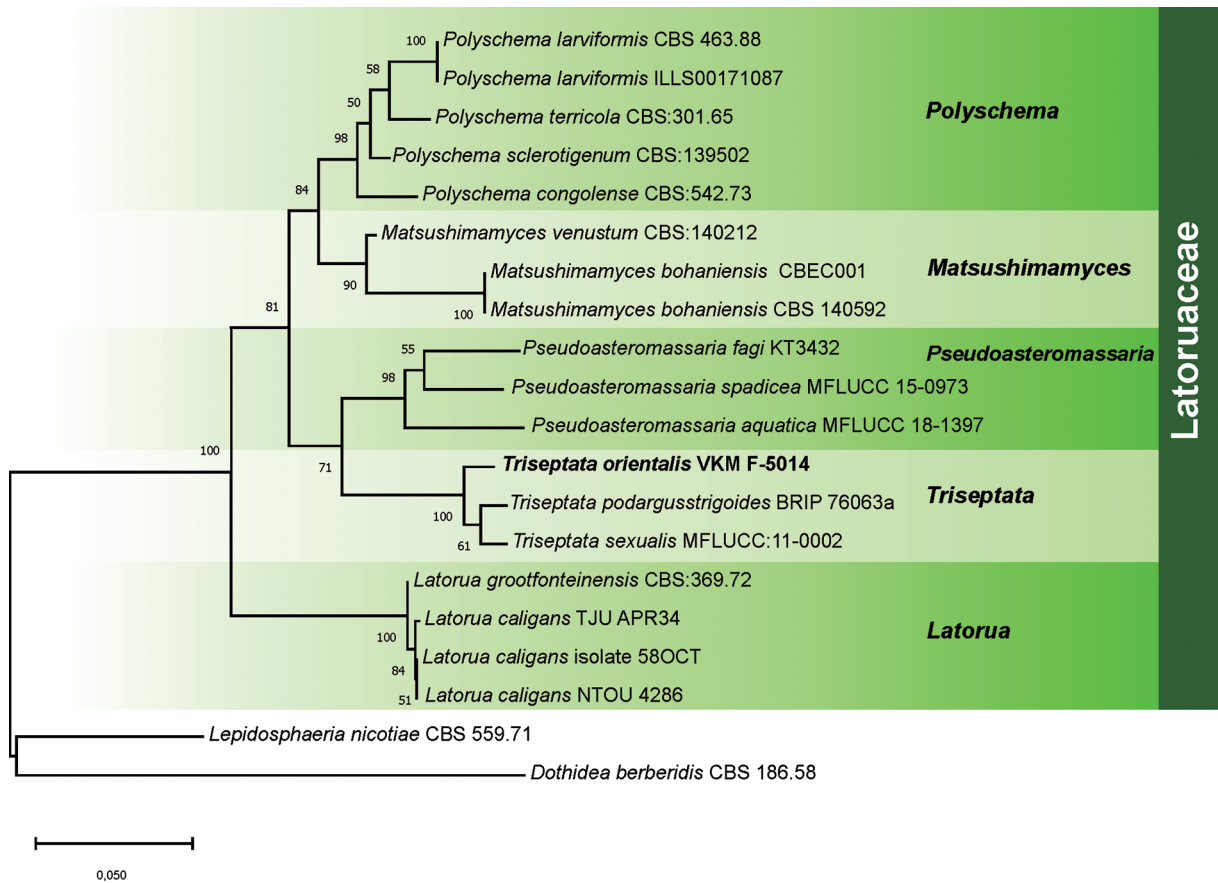 100
Polyschema larviformis CBS 463.88
58
Polyschema larviformis ILLS00171087
50
Polyschema terricola CBS:301.65
Polyschema
98
Polyschema sclerotigenum CBS:139502
84
Polyschema congolense CBS:542.73
Matsushimamyces venustum CBS:140212
Matsushimamyces bohaniensis CBEC001
Matsushimamyces
90
100
Matsushimamyces bohaniensis CBS 140592
81
55
Pseudoasteromassaria fagi KT3432
Pseudoasteromassaria
98
Pseudoasteromassaria spadicea MFLUCC 15-0973
Pseudoasteromassaria aquatica MFLUCC 18-1397
100
71
Triseptata orientalis VKM F-5014
Triseptata podargusstrigoides BRIP 76063a
Triseptata
100
61
Triseptata sexualis MFLUCC:11-0002
Latorua grootfonteinensis CBS:369.72
Latorua caligans TJU APR34
Latorua
100
Latorua caligans isolate 58OCT
84
51
Latorua caligans NTOU 4286
Latoruaceae
Lepidosphaeria nicotiae CBS 559.71
Dothidea berberidis CBS 186.58
0,050